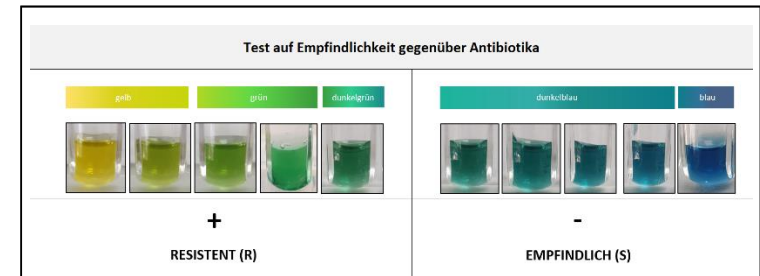 Test auf Empfindlichkeit gegenüber Antibiotika
gelb grün dunkelgrün dunkelblau blau
+ -
RESISTENT (R) EMPFINDLICH (S)